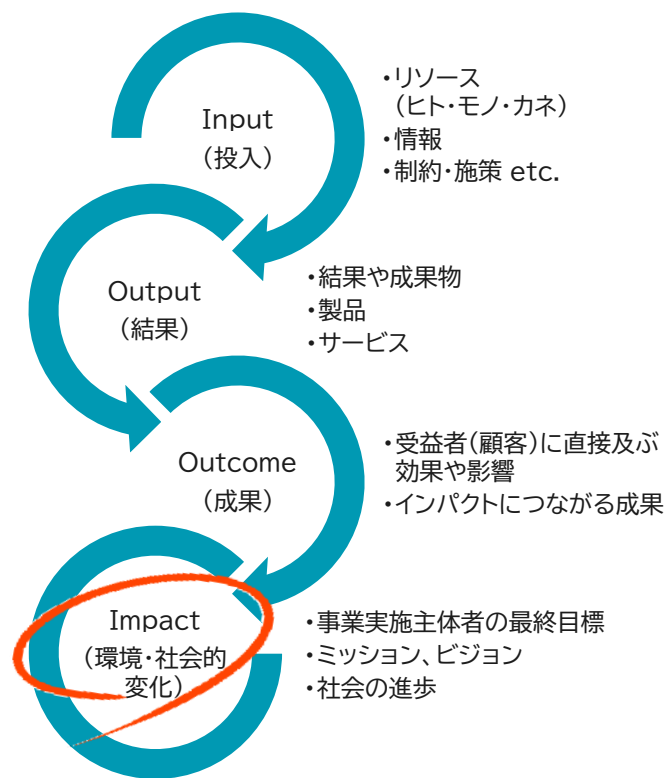 Input
（投入）
・リソース
（ヒト・モノ・カネ）
・情報
・制約・施策 etc.
Output
（結果）
・結果や成果物
・製品
・サービス
Outcome
（成果）
・受益者（顧客）に直接及ぶ
効果や影響
・インパクトにつながる成果
Impact
（環境・社会的
変化）
・事業実施主体者の最終目標
・ミッション、ビジョン
・社会の進歩